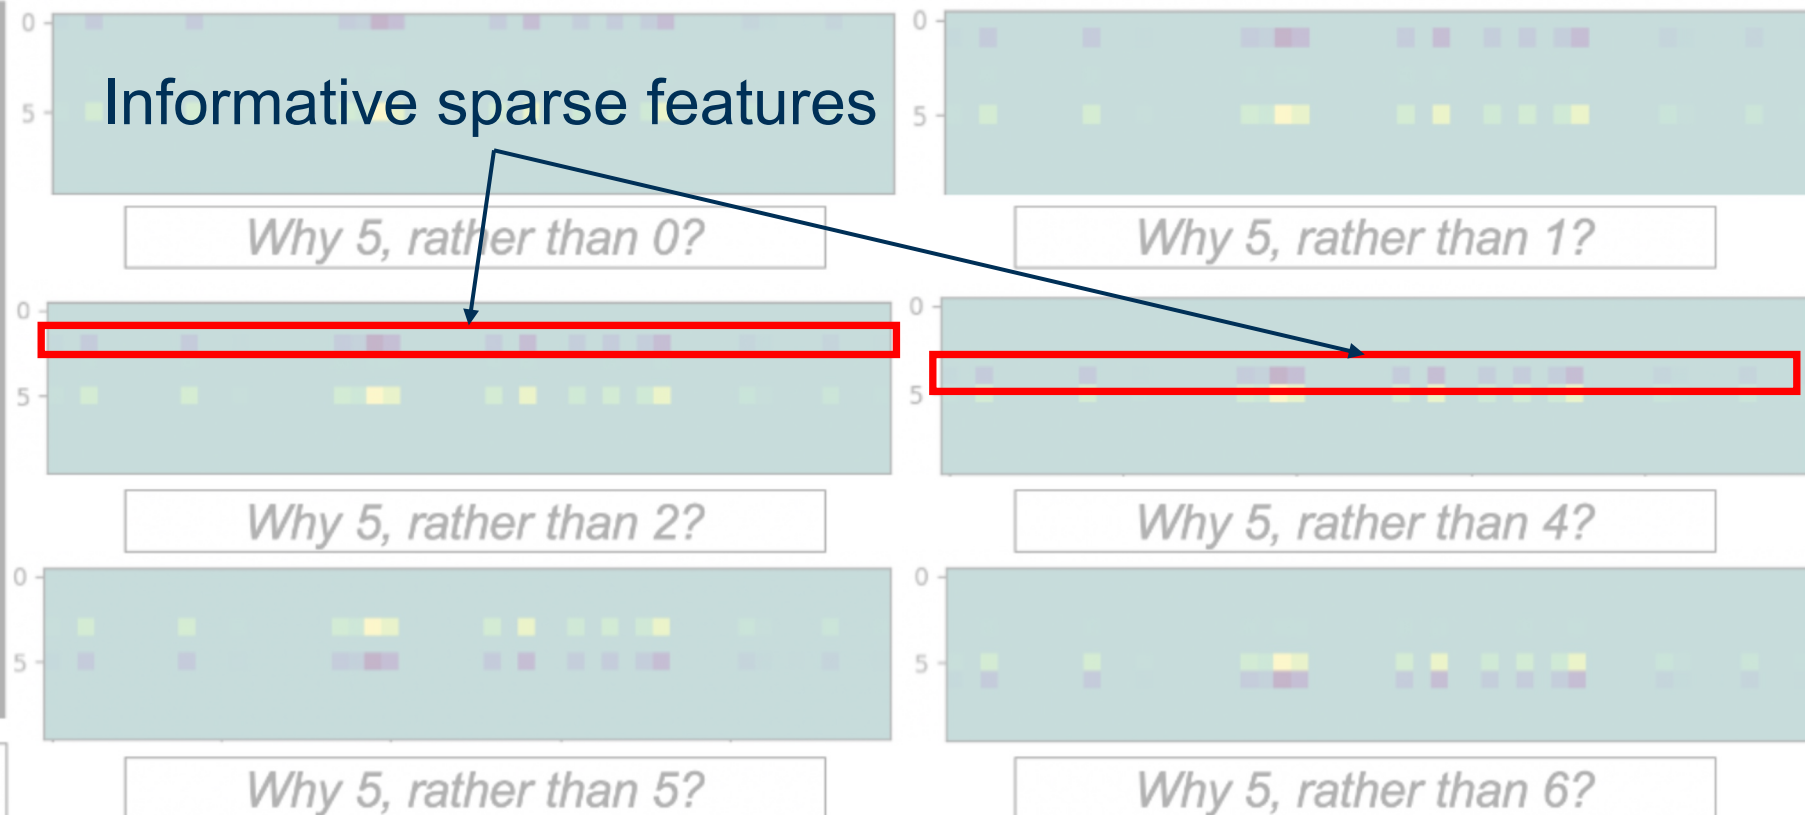 0
0
Informative sparse features
5
5
Why 5, rather than 0?
Why 5, rather than 1?
0
0
5
5
Why 5, rather than 2?
Why 5, rather than 4?
0
0
5
5
Why 5, rather than 5?
Why 5, rather than 6?